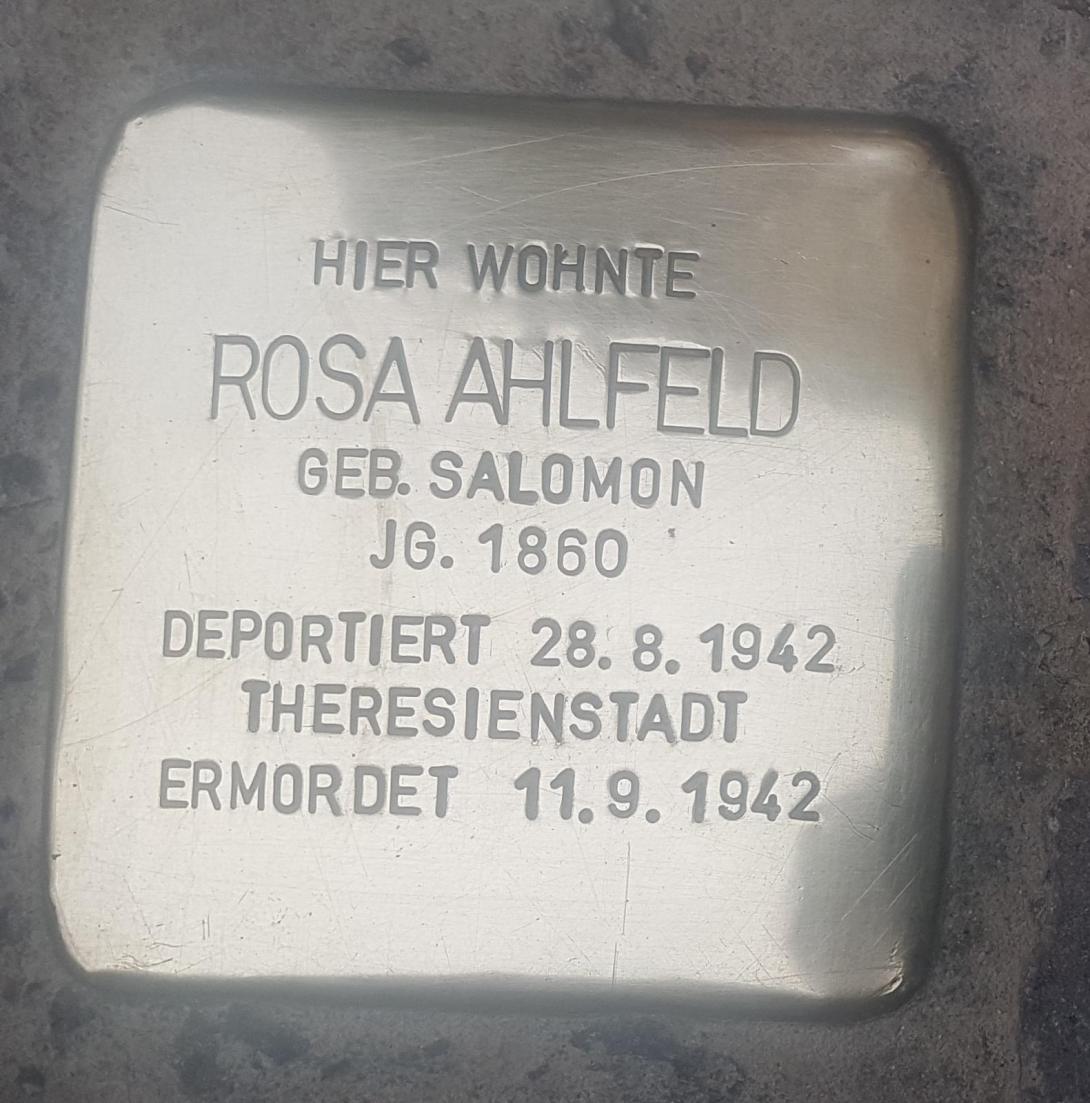 HIER WOHNTE
ROSA AHLFELD
GEB. SALOMON
JG. 1860
DEPORTIERT 28.8.1942
THERESIENSTADT
ERMORDET 11.9.1942